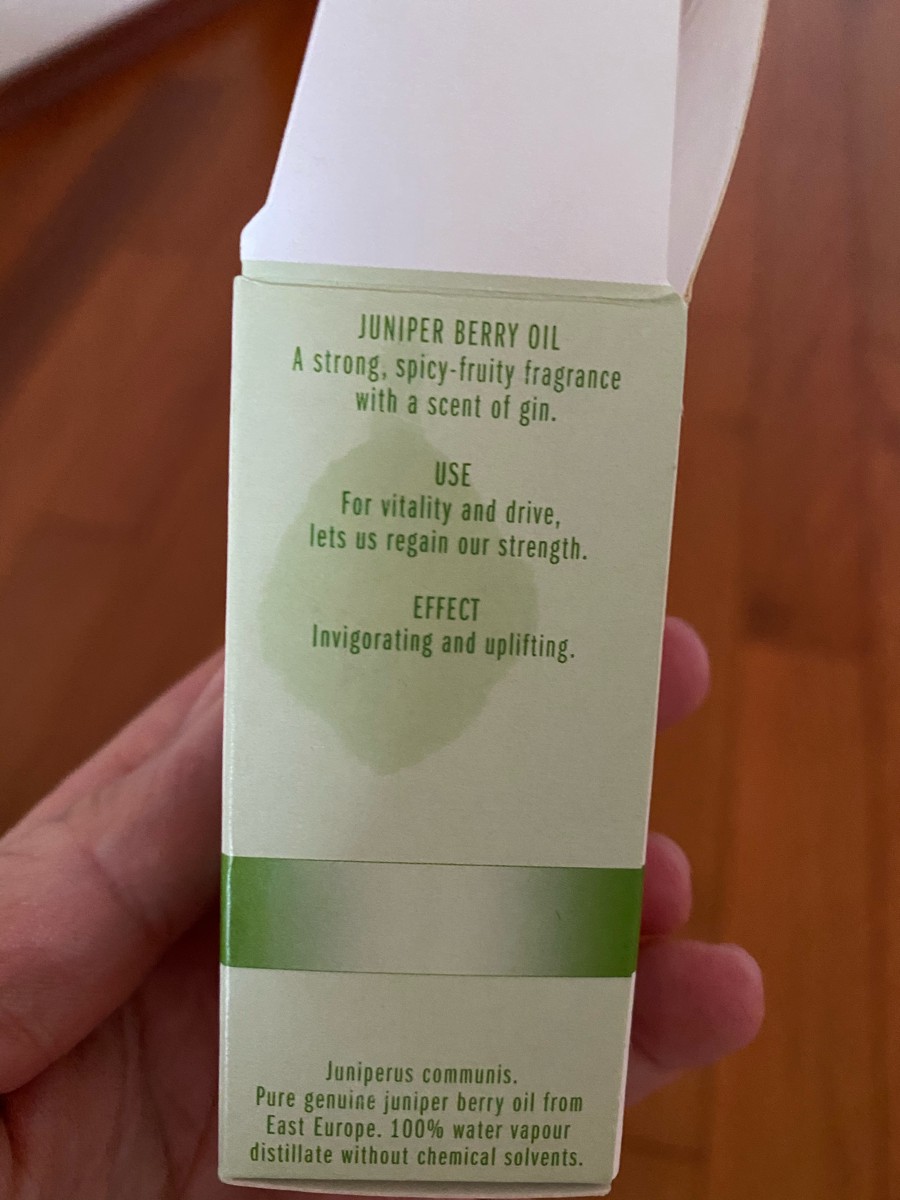 JUNIPER BERRY OIL
A strong, spicy-fruity fragrance
with a scent of gin.
USE
For vitality and drive,
lets us regain our strength.
EFFECT
Invigorating and uplifting.
Juniperus communis.
Pure genuine juniper berry oil from
East Europe. 100% water vapour
distillate without chemical solvents.